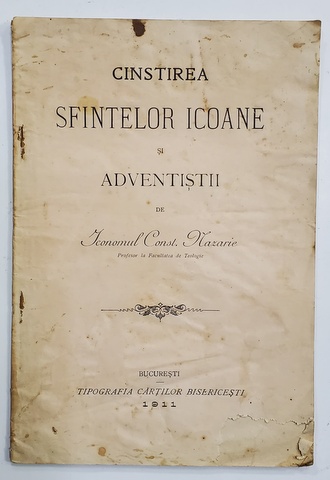 CINSTIREA
SFINTELOR ICOANE
ȘI
ADVENTIȘTII
DE
Iconomul Const. Nazarie
Profesor la Facultatea de Teologie
BUCUREȘTI
TIPOGRAFIA CĂRȚILOR BISERICEȘTI
1911